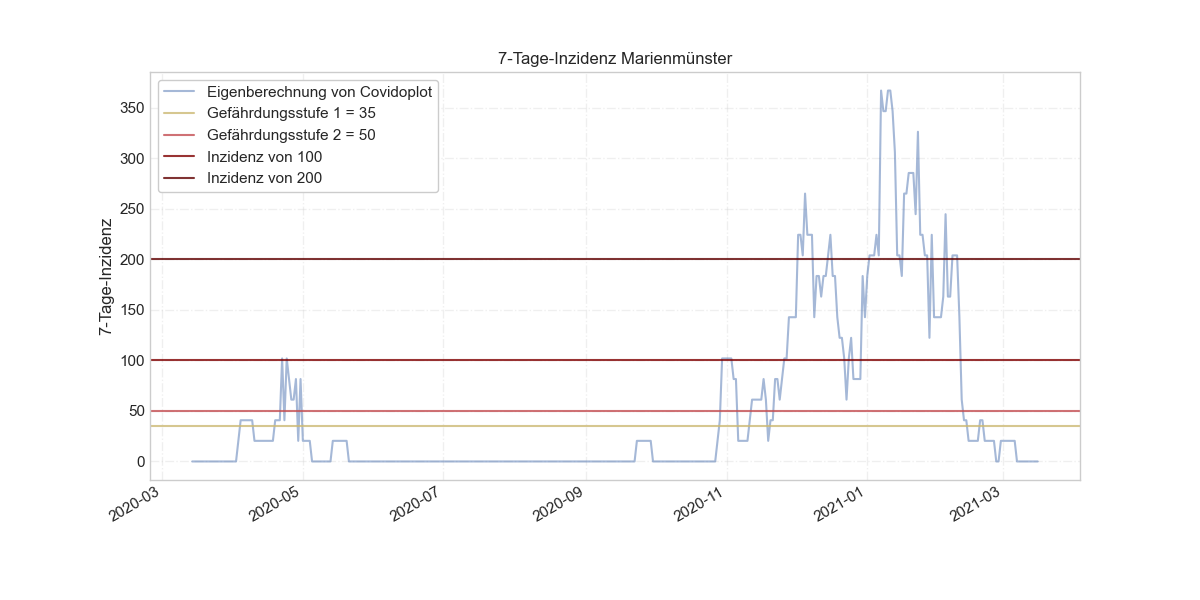 7-Tage-Inzidenz Marienmünster
Eigenberechnung von Covidoplot
Gefährdungsstufe 1 = 35
Gefährdungsstufe 2 = 50
Inzidenz von 100
Inzidenz von 200
7-Tage-Inzidenz
350
300
250
200
150
100
50
0
2020-03
2020-05
2020-07
2020-09
2020-11
2021-01
2021-03